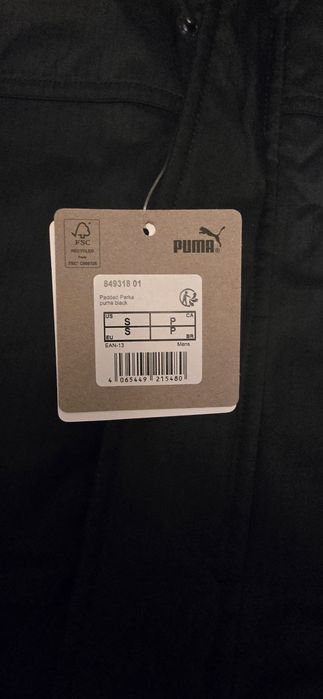 FSC
RECYCLED
Paper
PUMA
849318 01
Padded Parka
puma black
US S P CA
EU S P BR
EAN-13 Mens
4 065449 215480